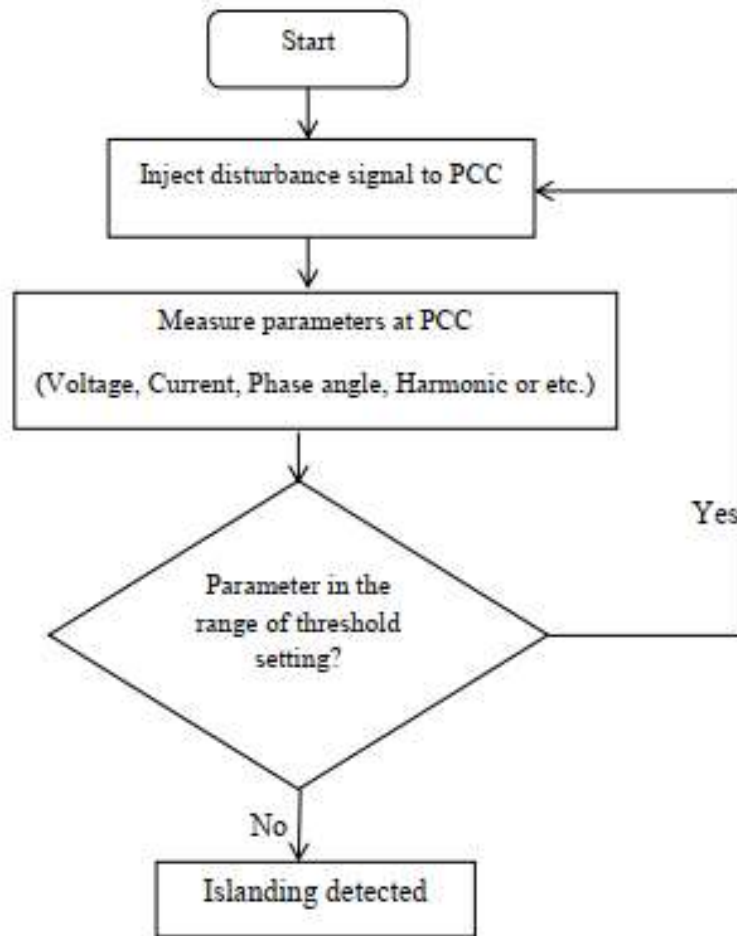 Start
Inject disturbance signal to PCC
Measure parameters at PCC
(Voltage, Current, Phase angle, Harmonic or etc.)
Parameter in the
range of threshold
setting?
Yes
No
Islanding detected